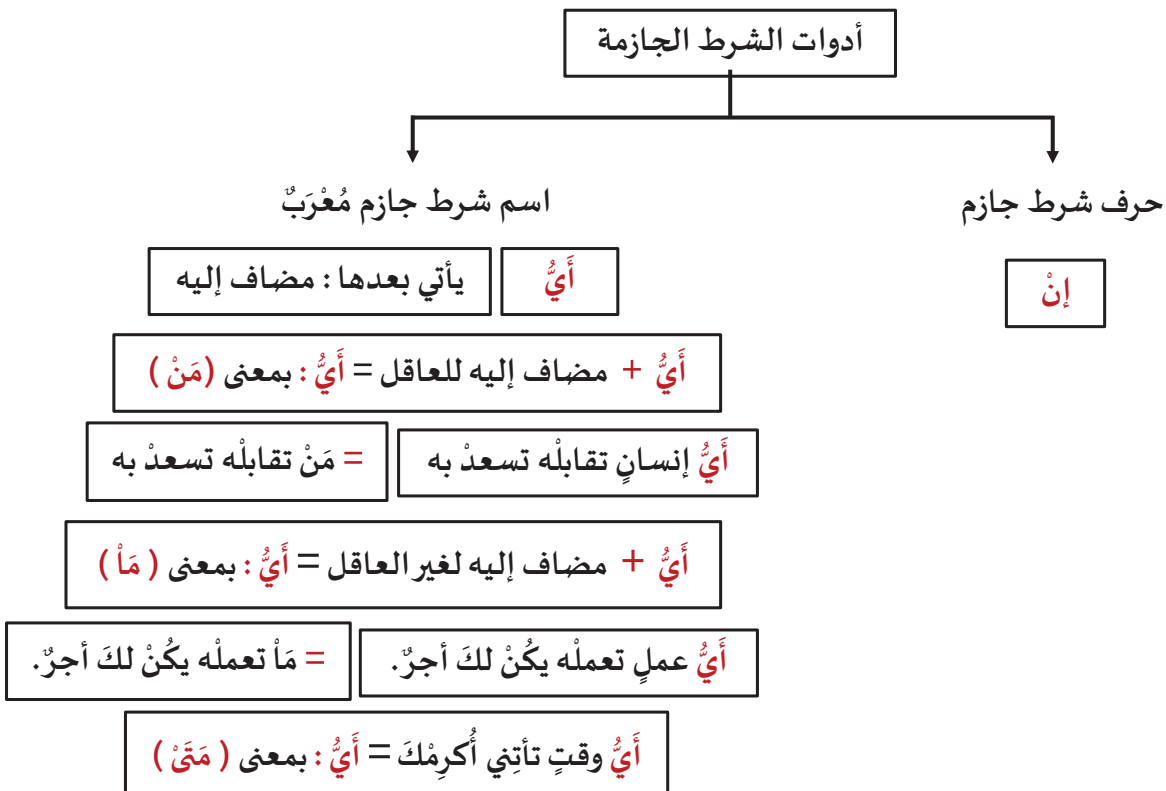 أدوات الشرط الجازمة
حرف شرط جازم
اسم شرط جازم مُعْرَبٌ
إنْ
أَيُّ
يأتي بعدها : مضاف إليه
أَيُّ + مضاف إليه للعاقل = أَيُّ : بمعنى (مَنْ )
أَيُّ إنسانٍ تقابلْه تسعدْ به
= مَنْ تقابلْه تسعدْ به
أَيُّ + مضاف إليه لغير العاقل = أَيُّ : بمعنى ( مَاْ )
أَيُّ عملٍ تعملْه يكُنْ لكَ أجرٌ.
= مَاْ تعملْه يكُنْ لكَ أجرٌ.
أَيُّ وقتٍ تأتِني أُكرِمْكَ = أَيُّ : بمعنى ( مَتَىْ )